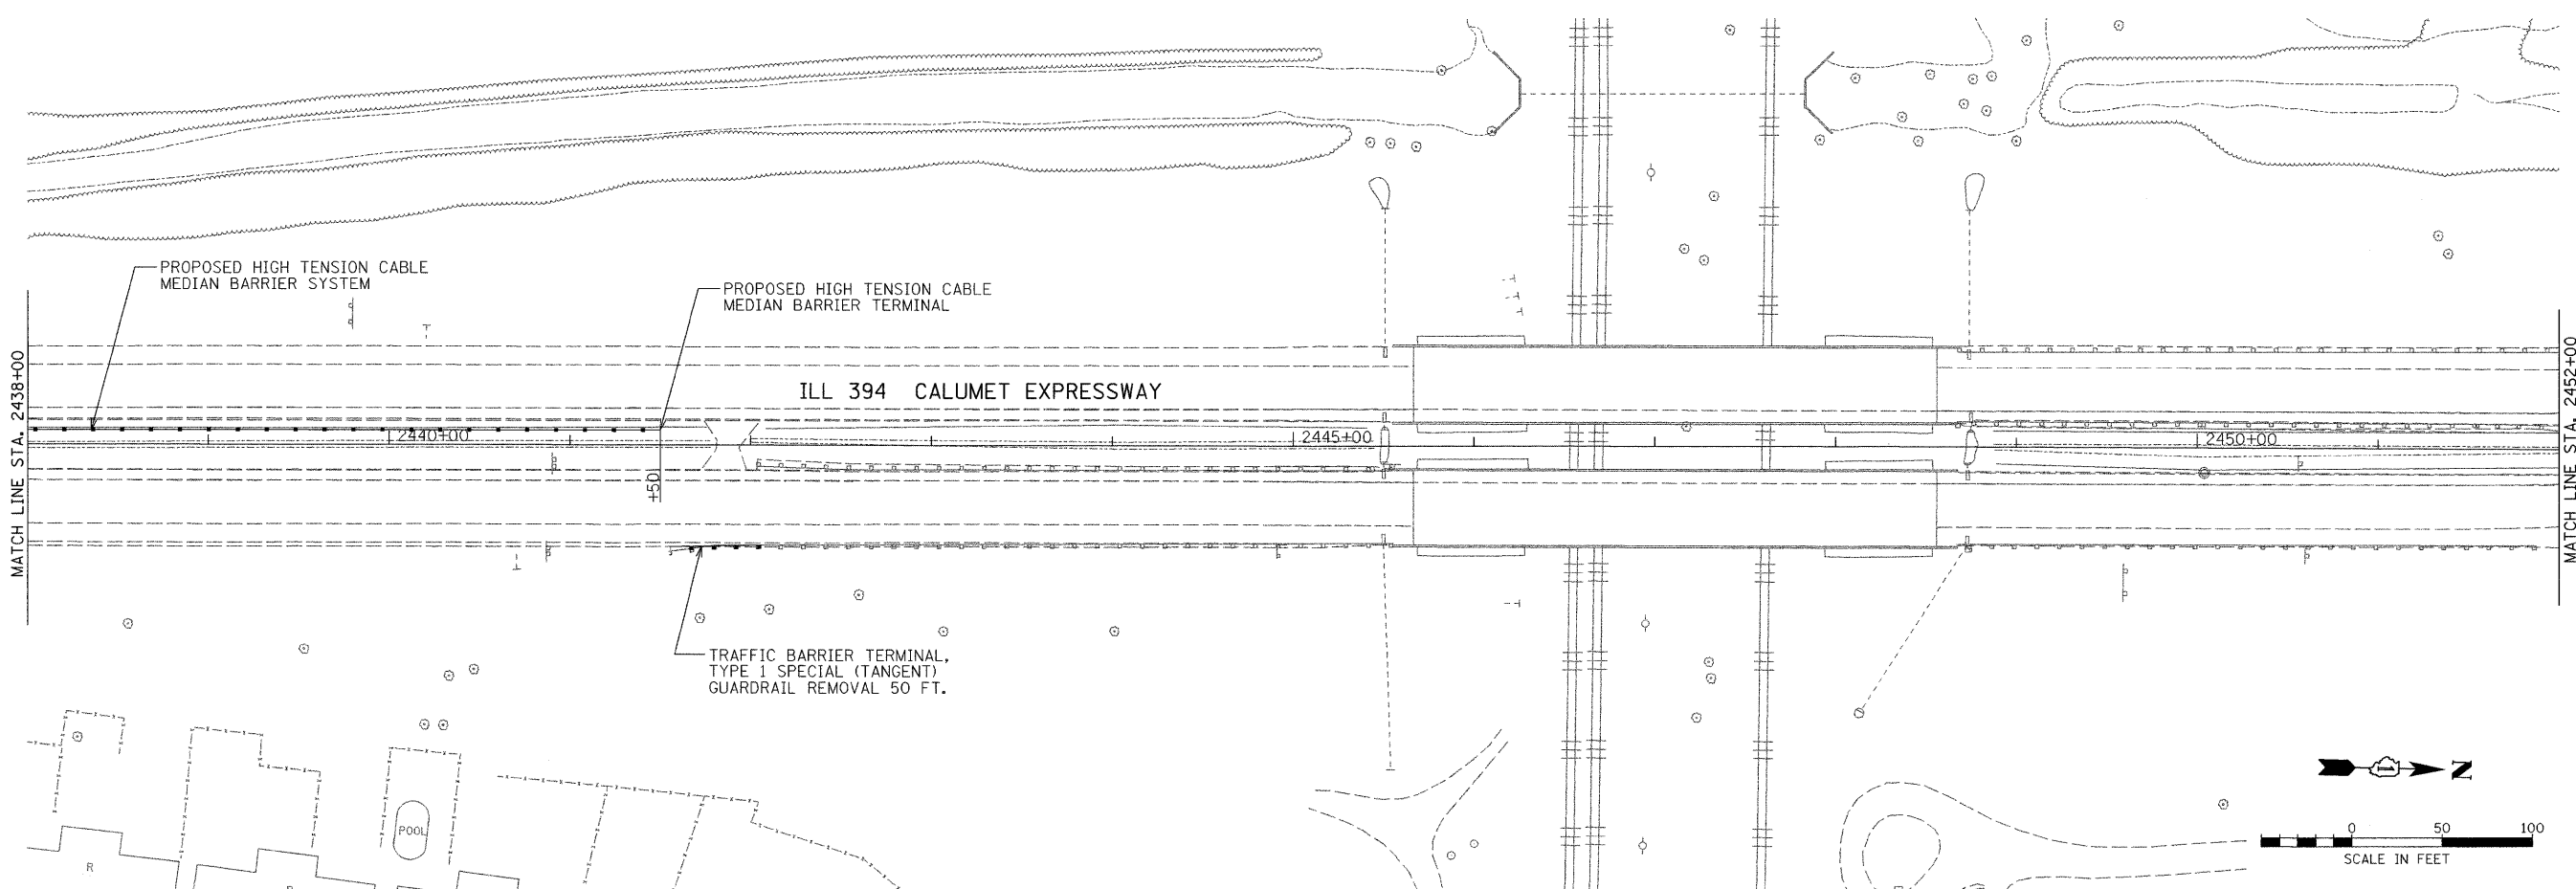 PROPOSED HIGH TENSION CABLE
MEDIAN BARRIER SYSTEM
PROPOSED HIGH TENSION CABLE
MEDIAN BARRIER TERMINAL
MATCH LINE STA. 2438+00
ILL 394 CALUMET EXPRESSWAY
MATCH LINE STA. 2452+00
2440+00
2445+00
2450+00
+50
TRAFFIC BARRIER TERMINAL,
TYPE 1 SPECIAL (TANGENT)
GUARDRAIL REMOVAL 50 FT.
POOL
R
N
0 50 100
SCALE IN FEET